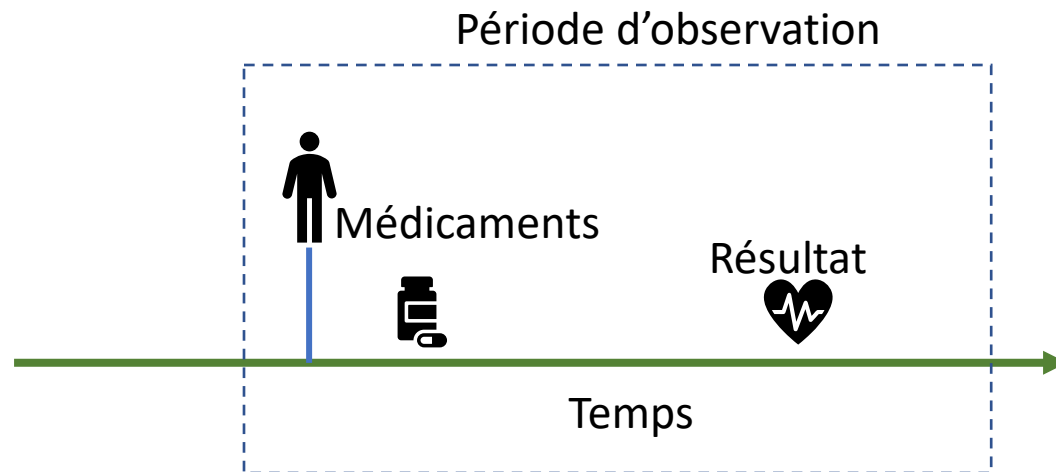 Période d’observation
Médicaments
Résultat
Temps